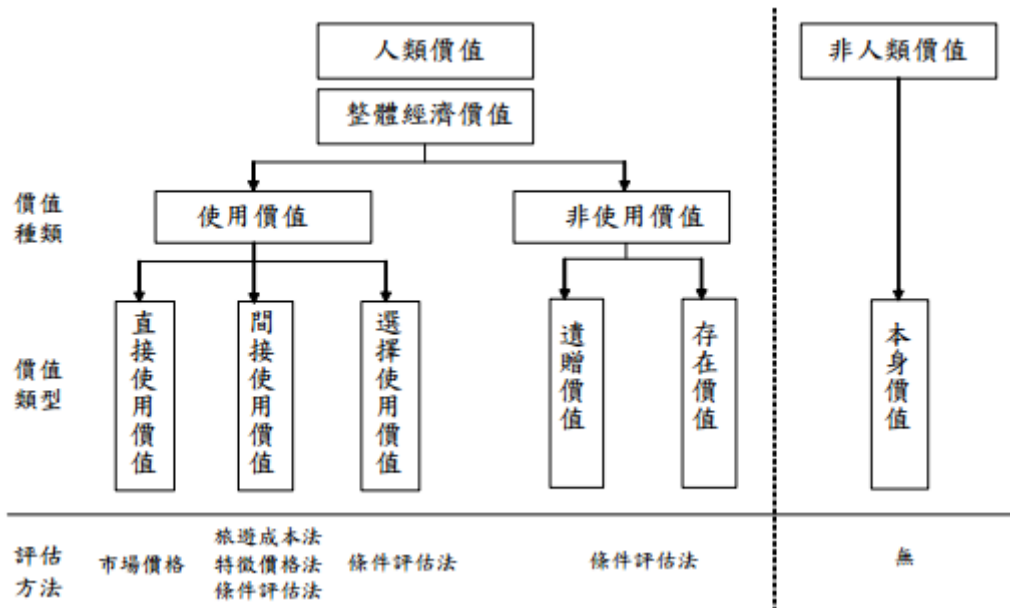 人類價值
非人類價值
整體經濟價值
價值
種類
使用價值
非使用價值
價值
類型
直接使用價值
間接使用價值
選擇使用價值
遺贈價值
存在價值
本身價值
評估
方法
市場價格
旅遊成本法
特徵價格法
條件評估法
條件評估法
條件評估法
無